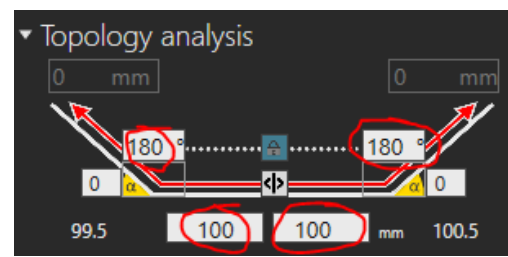 Topology analysis
0 mm 0 mm
180 ° 180 °
0 α α 0
99.5 100 100 mm 100.5